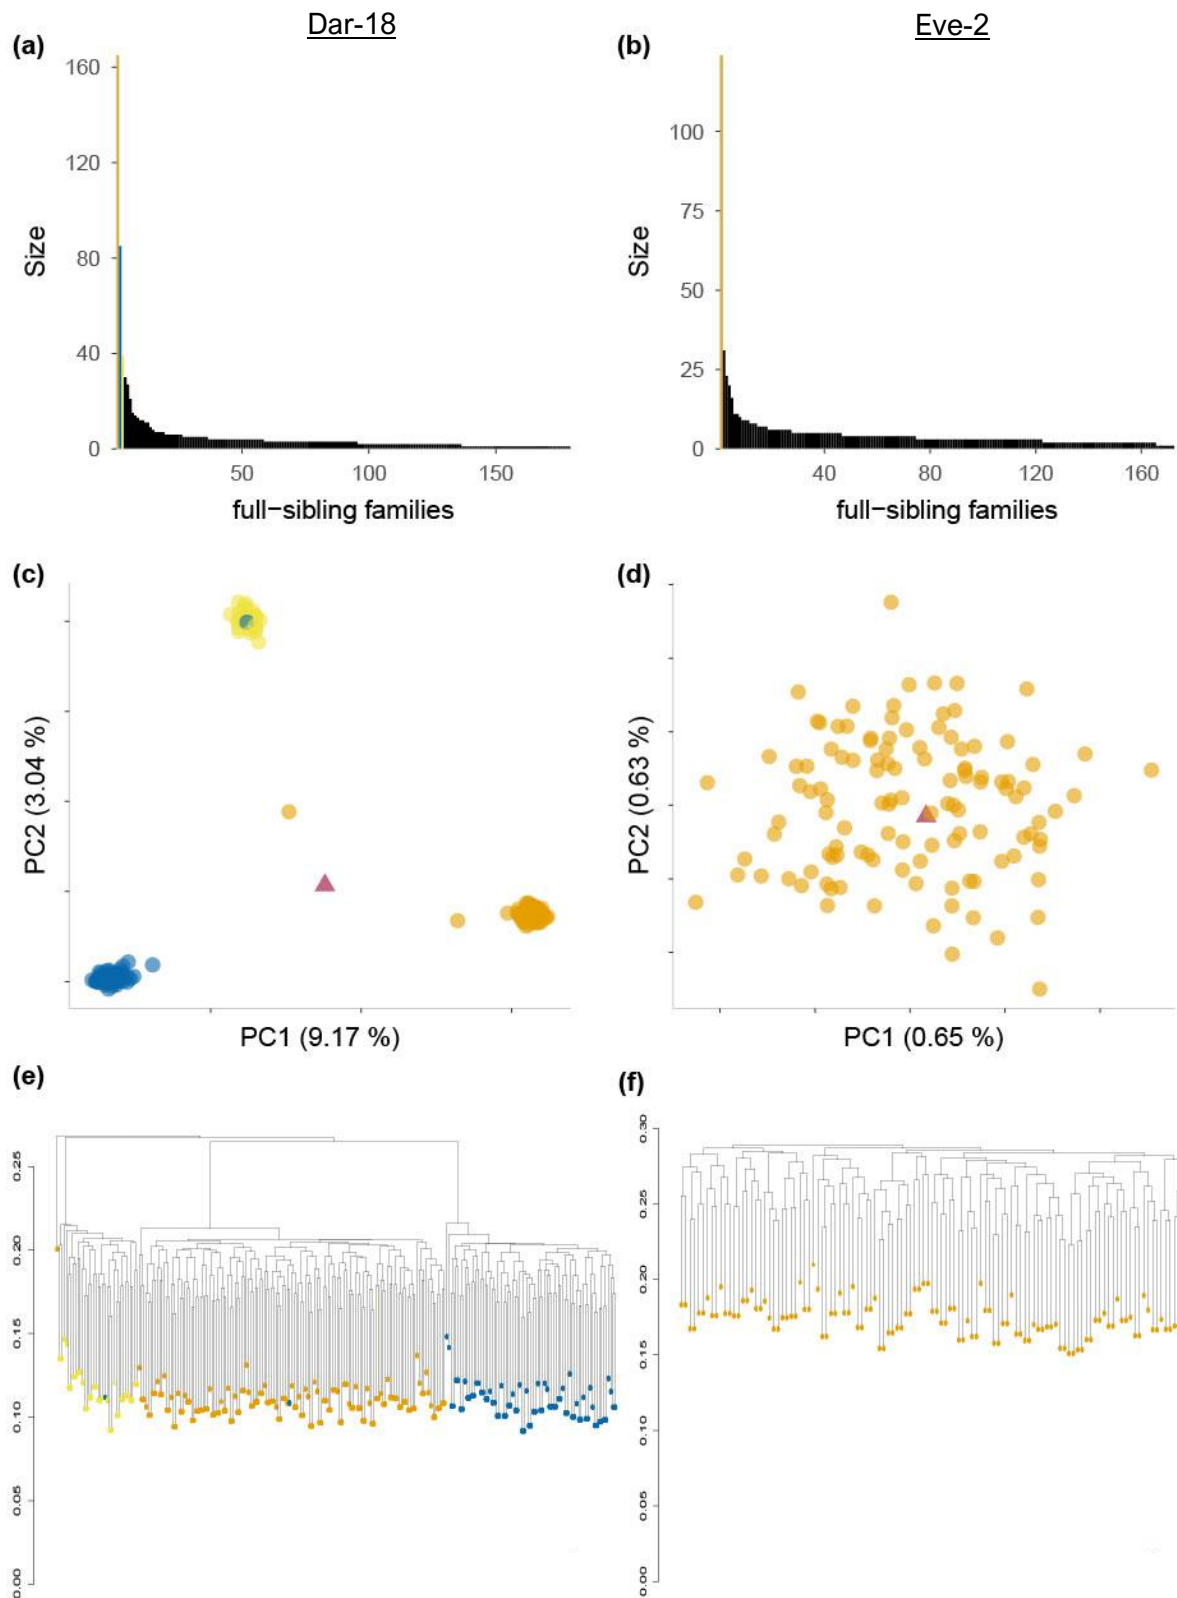 Dar-18
Eve-2
(a)
(b)
160
120
80
40
0
Size
50
100
150
full−sibling families
100
75
50
25
0
Size
40
80
120
160
full−sibling families
(c)
(d)
PC2 (3.04 %)
PC1 (9.17 %)
PC2 (0.63 %)
PC1 (0.65 %)
(e)
(f)
0.25
0.20
0.15
0.10
0.05
0.00
0.30
0.25
0.20
0.15
0.10
0.05
0.00